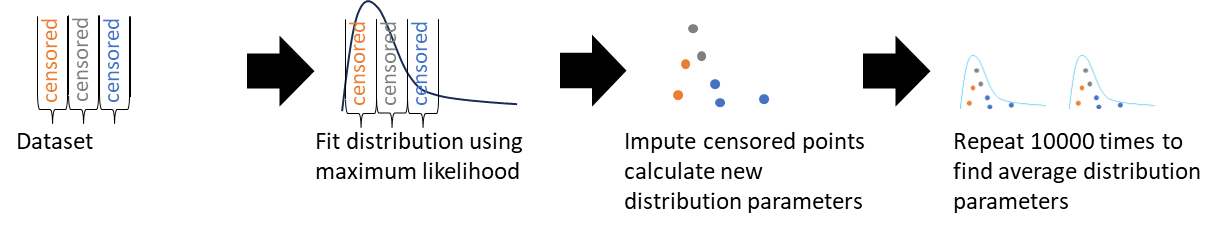 censored
censored
censored
censored
censored
censored
Dataset
Fit distribution using
maximum likelihood
Impute censored points
calculate new
distribution parameters
Repeat 10000 times to
find average distribution
parameters